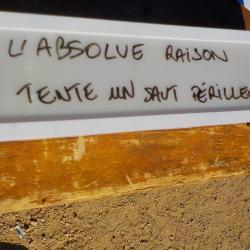 L'ABSOLUE RAISON
TENTE UN SAUT PÉRILLE